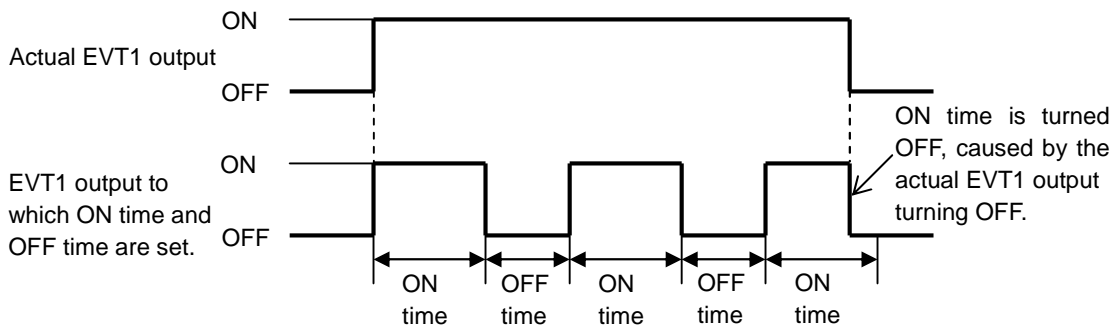 ON
Actual EVT1 output
OFF
ON time is turned
OFF, caused by the
actual EVT1 output
turning OFF.
ON
EVT1 output to
which ON time and
OFF time are set.
OFF
ON time
OFF time
ON time
OFF time
ON time